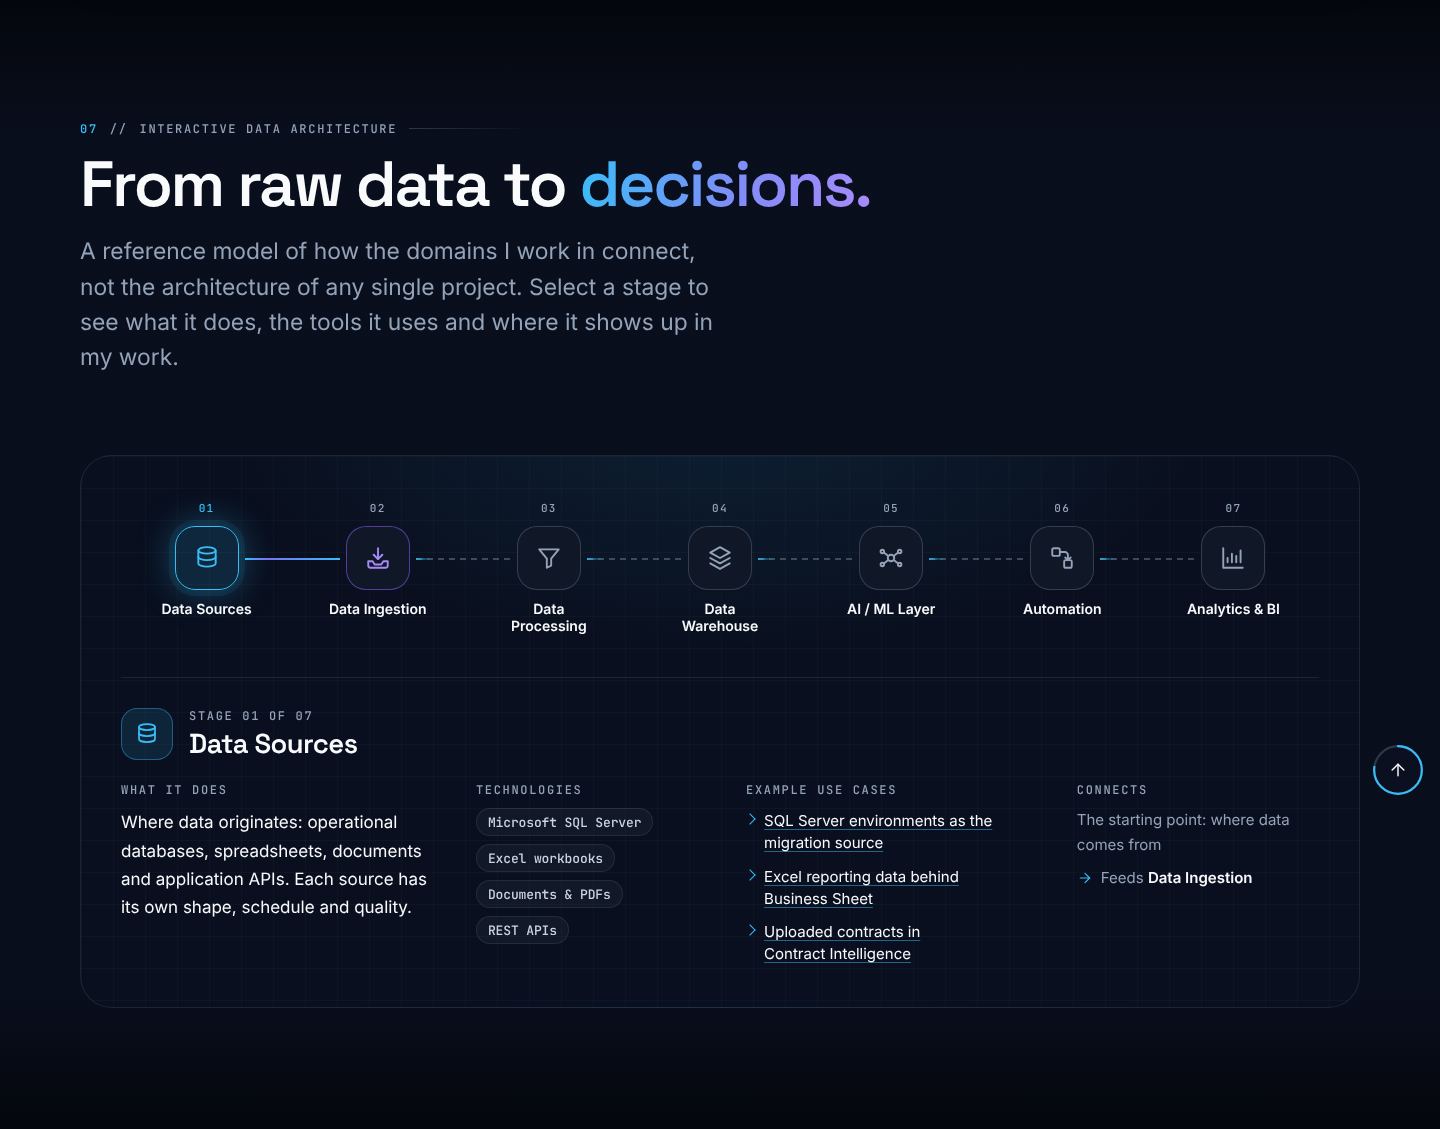 07 // INTERACTIVE DATA ARCHITECTURE
From raw data to decisions.
A reference model of how the domains I work in connect,
not the architecture of any single project. Select a stage to
see what it does, the tools it uses and where it shows up in
my work.
01
02
03
04
05
06
07
Data Sources
Data Ingestion
Data
Processing
Data
Warehouse
AI / ML Layer
Automation
Analytics & BI
STAGE 01 OF 07
Data Sources
WHAT IT DOES
Where data originates: operational
databases, spreadsheets, documents
and application APIs. Each source has
its own shape, schedule and quality.
TECHNOLOGIES
Microsoft SQL Server
Excel workbooks
Documents & PDFs
REST APIs
EXAMPLE USE CASES
SQL Server environments as the
migration source
Excel reporting data behind
Business Sheet
Uploaded contracts in
Contract Intelligence
CONNECTS
The starting point: where data
comes from
Feeds Data Ingestion